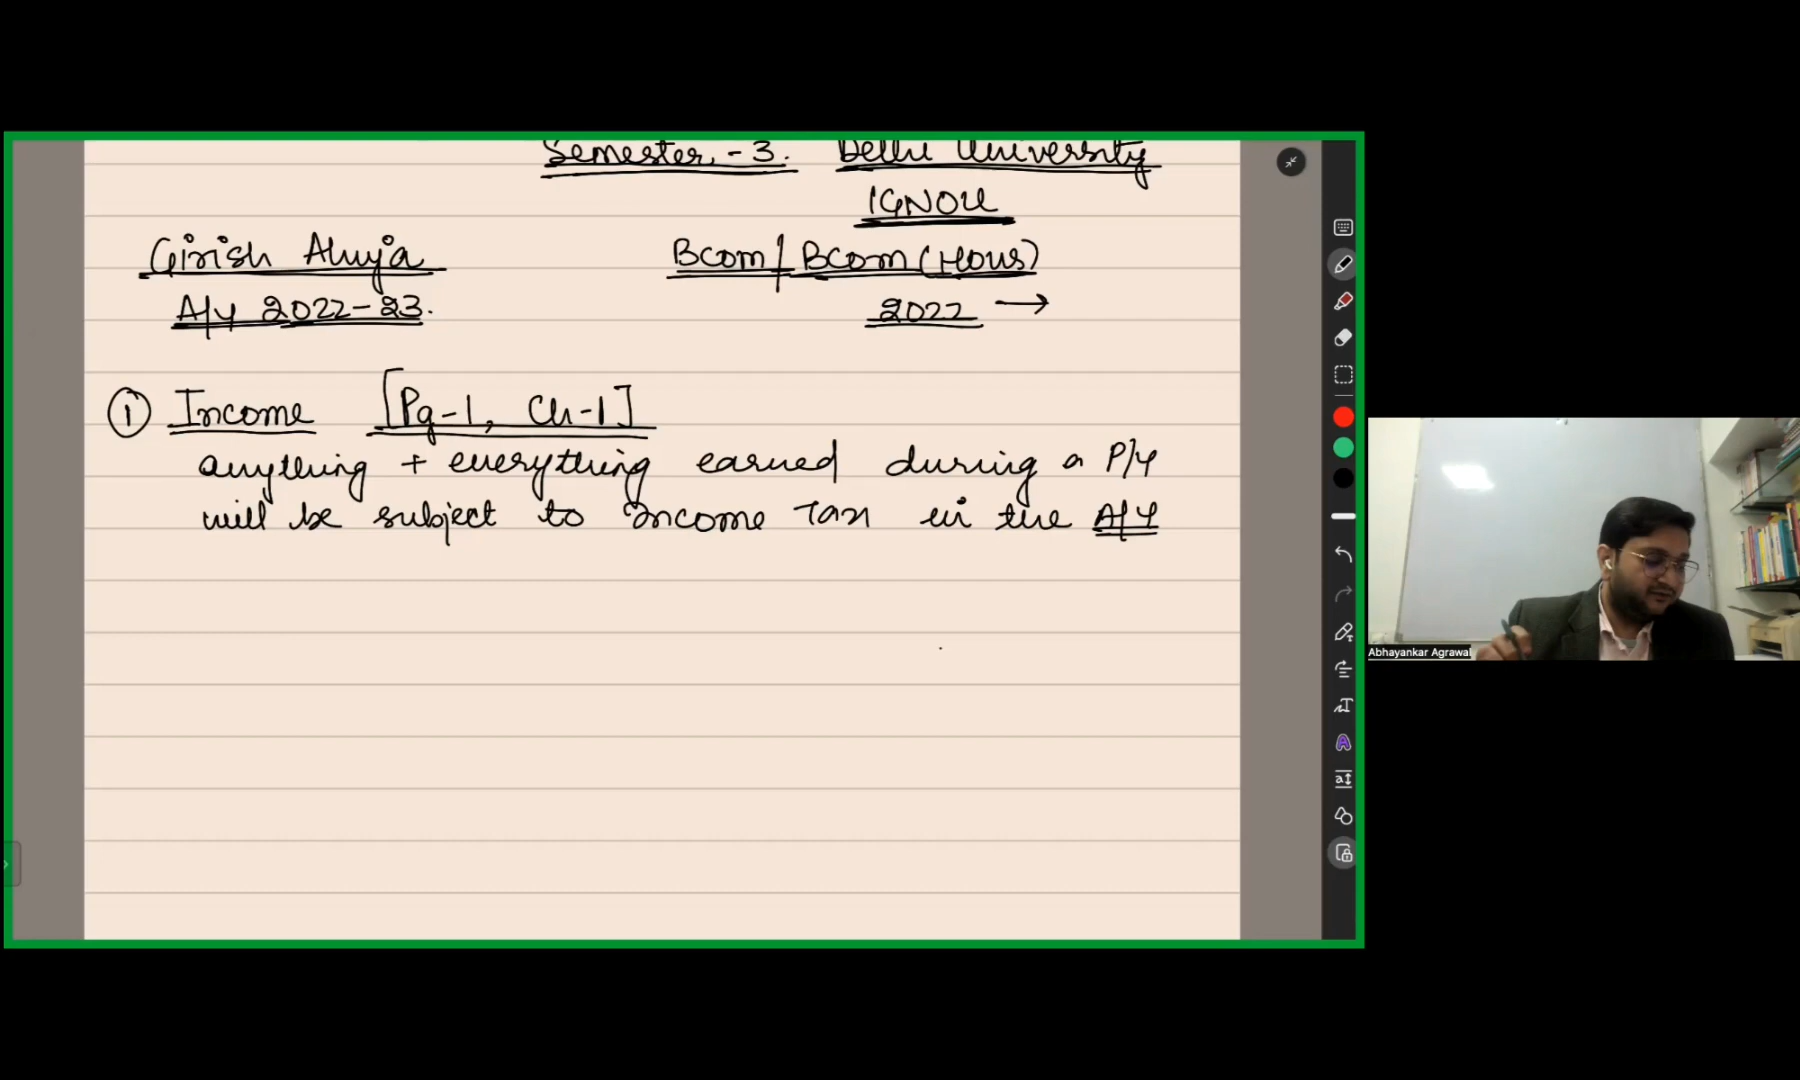 Semester - 3. Delhi University
IGNOU
Girish Ahuja Bcom / Bcom (Hons)
A/Y 2022-23. 2022 →
① Income [Pg-1, Ch-1]
anything + everything earned during a P/Y
will be subject to Income Tax in the A/Y
Abhayankar Agrawal